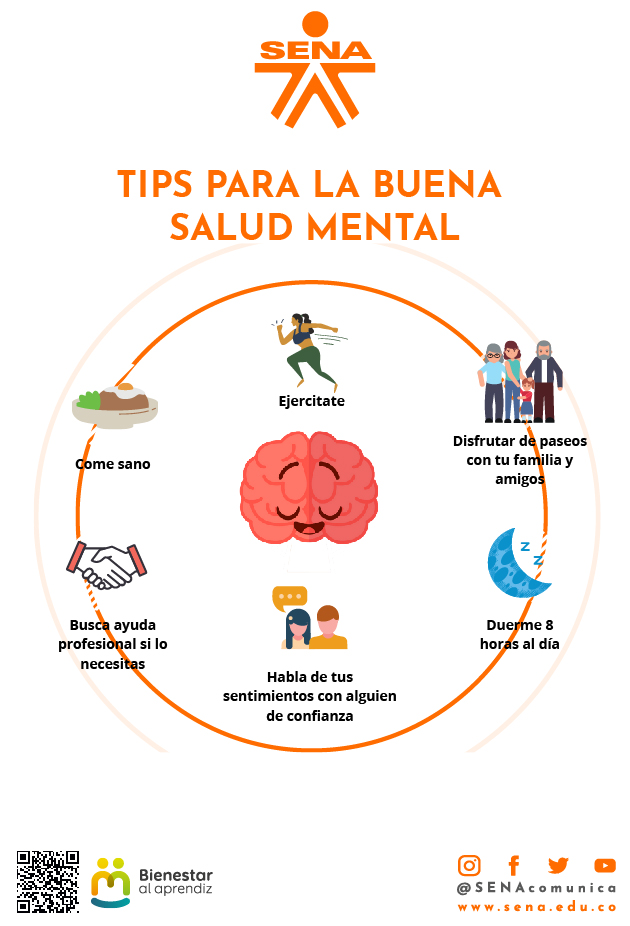 SENA
TIPS PARA LA BUENA
SALUD MENTAL
Ejercitate
Disfrutar de paseos
con tu familia y
amigos
Come sano
Z
Z
Busca ayuda
profesional si lo
necesitas
Duerme 8
horas al día
Habla de tus
sentimientos con alguien
de confianza
Bienestar
al aprendiz
@SENAcomunica
www.sena.edu.co